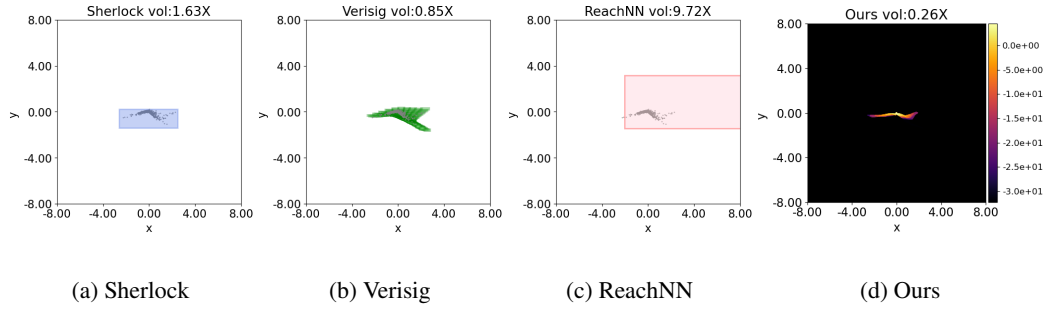 Sherlock vol:1.63X
8.00
4.00
0.00
-4.00
-8.00
y
-8.00 -4.00 0.00 4.00 8.00
x
(a) Sherlock
Verisig vol:0.85X
8.00
4.00
0.00
-4.00
-8.00
y
-8.00 -4.00 0.00 4.00 8.00
x
(b) Verisig
ReachNN vol:9.72X
8.00
4.00
0.00
-4.00
-8.00
y
-8.00 -4.00 0.00 4.00 8.00
x
(c) ReachNN
Ours vol:0.26X
8.00
4.00
0.00
-4.00
-8.00
y
-8.00 -4.00 0.00 4.00 8.00
x
0.0e+00
-5.0e+00
-1.0e+01
-1.5e+01
-2.0e+01
-2.5e+01
-3.0e+01
(d) Ours